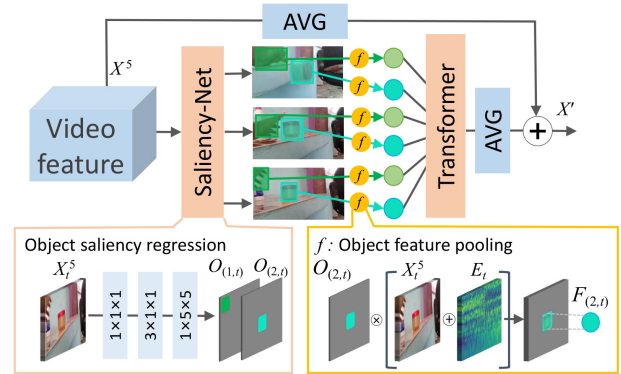 AVG
X⁵
Video
feature
Saliency-Net
f
f
f
f
f
f
Transformer
AVG
+
X′
Object saliency regression
X_t^5
O_(1,t)
O_(2,t)
1×1×1
3×1×1
1×5×5
f: Object feature pooling
O_(2,t)
×
X_t^5
+
E_t
F_(2,t)